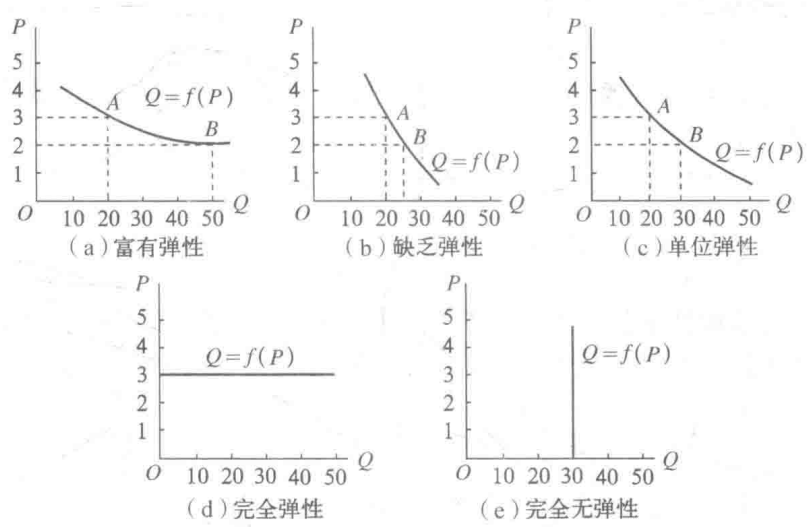 P P P
5 5 5
4 A Q=f(P) 4 4
3 3 A 3 A
2 B 2 B 2 B
1 1 Q=f(P) 1 Q=f(P)
O 10 20 30 40 50 Q O 10 20 30 40 50 Q O 10 20 30 40 50 Q
(a)富有弹性 (b)缺乏弹性 (c)单位弹性
P P
5 5
4 Q=f(P) 4 Q=f(P)
3 3
2 2
1 1
O 10 20 30 40 50 Q O 10 20 30 40 50 Q
(d)完全弹性 (e)完全无弹性